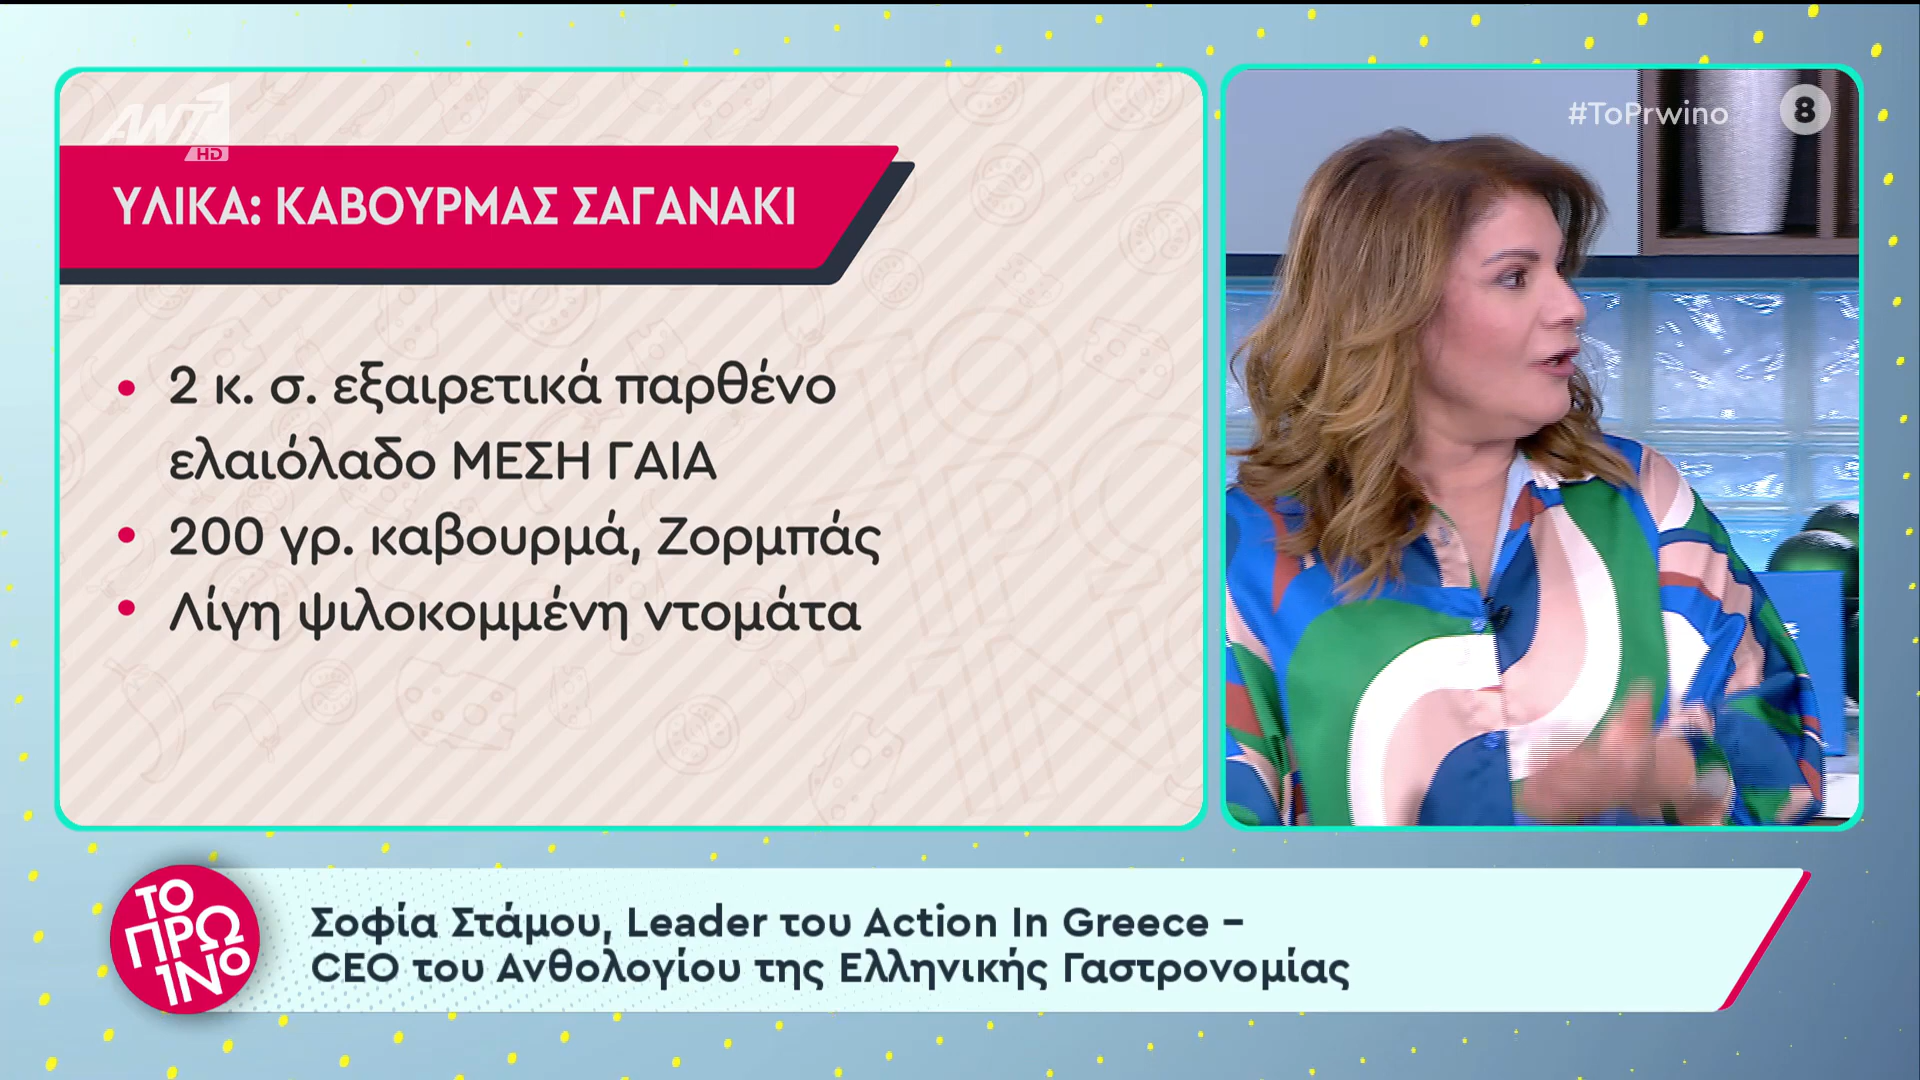 ANT1
HD
#ToPrwino
8
ΥΛΙΚΑ: ΚΑΒΟΥΡΜΑΣ ΣΑΓΑΝΑΚΙ
• 2 κ. σ. εξαιρετικά παρθένο
ελαιόλαδο ΜΕΣΗ ΓΑΙΑ
• 200 γρ. καβουρμά, Ζορμπάς
• Λίγη ψιλοκομμένη ντομάτα
ΤΟ
ΠΡΩ
ΙΝΟ
Σοφία Στάμου, Leader του Action In Greece –
CEO του Ανθολογίου της Ελληνικής Γαστρονομίας